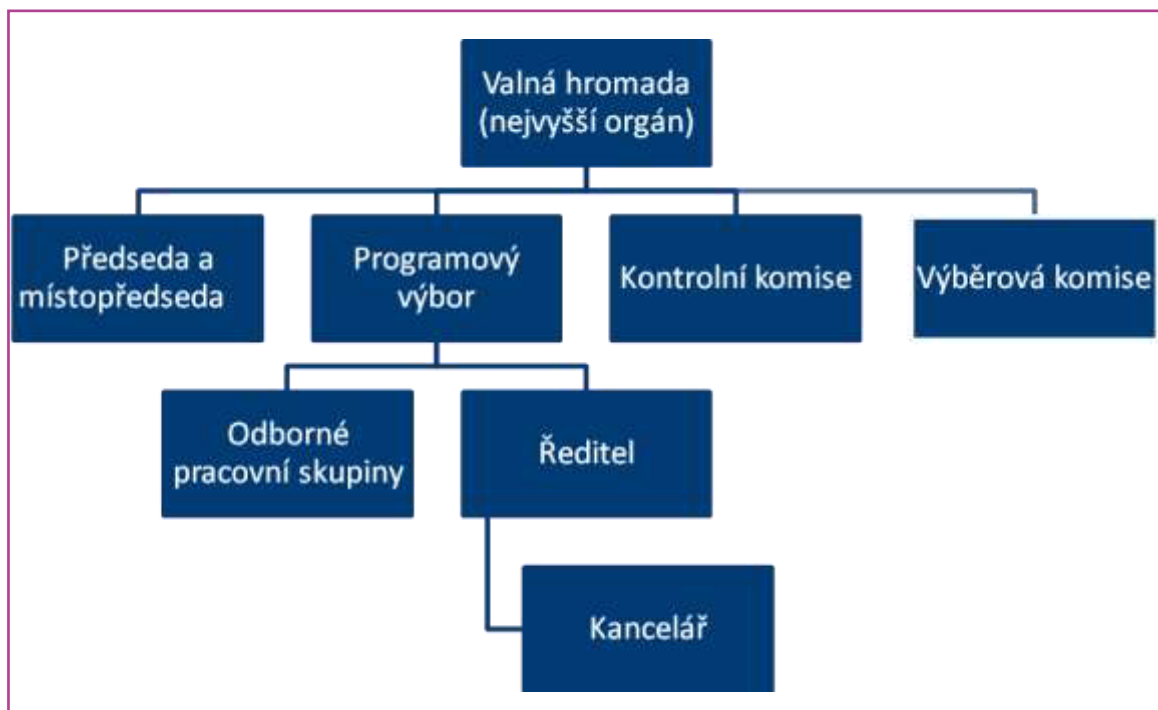 Valná hromada
(nejvyšší orgán)
Předseda a
místopředseda
Programový
výbor
Kontrolní komise
Výběrová komise
Odborné
pracovní skupiny
Ředitel
Kancelář